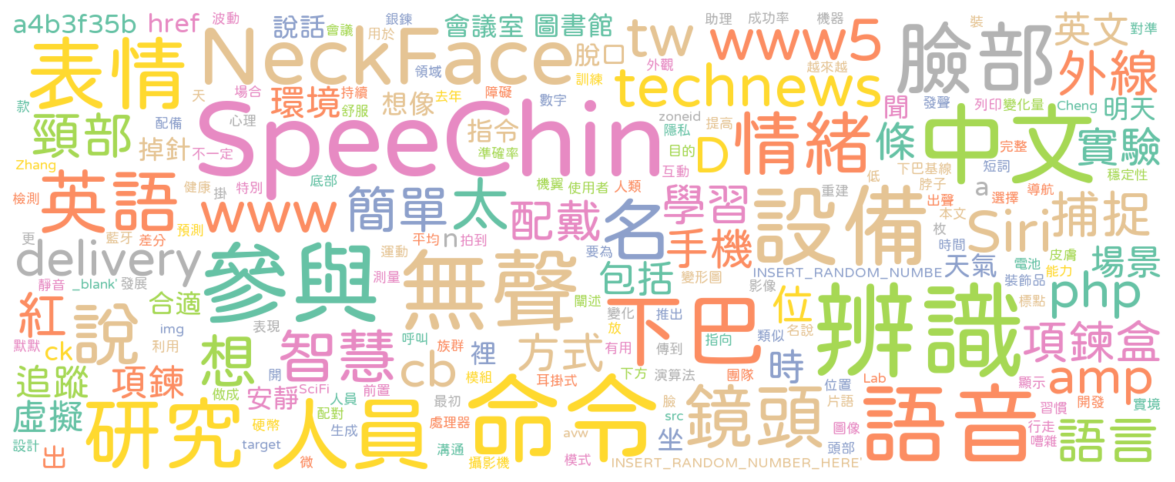 a4b3f35b href 波動 說話 會議 銀鍊 會議室 圖書館 tw 助理 成功率 機器 裝 英文 對準
表情 NeckFace 用於 脫口 www5 臉部 外線
領域 外觀 越來越
款 天 場合 環境 持續 舒服 想像 去年 訓練 障礙 technews 聞 發聲 列印 變化量 Cheng 明天
頸部 配備 心理 SpeeChin 指令 數字 zoneid 隱私 提高 D 情緒 條 中文 實驗
Zhang 掉針 不一定 準確率 目的 互動 完整 短詞 穩定性
檢測 英語 健康 掛 特別 底部 簡單 太 機翼 使用者 人類 下巴基線 脖子 低 重建 出聲 選擇 導航
www 配戴 名 學習 設備 a 本文 Siri 捕捉
更 藍牙 差分 預測 運動 平均 n 拍到 要為 手機 枚 時間 天氣 電池 皮膚 場景
delivery 參與 無聲 包括 變形圖 INSERT_RANDOM_NUMBE 裝飾品 能力
靜音 _blank' 發展 測量 闡述 影像 標點 php
紅 合適 img 表現 呼叫 族群 變化 推出 下巴 位 類似 辨識 項鍊盒
說 利用 智慧 裡 方式 放 有用 傳到 指向 名說
默默 ck 想 開 cb 模組 耳掛式 下方 演算法 團隊 時 位置 Lab 顯示 amp
追蹤 項鍊 做成 安靜 SciFi 前置 最初 臉 片語 開發 實境
虛擬 研究 人員 人員 配對 處理器 命令 src 鏡頭 坐 圖像 語音 習慣 行走 語言
設計 出 硬幣 target 生成 微 溝通 攝影機 avw 模式 INSERT_RANDOM_NUMBER_HERE' 頭部 嘈雜